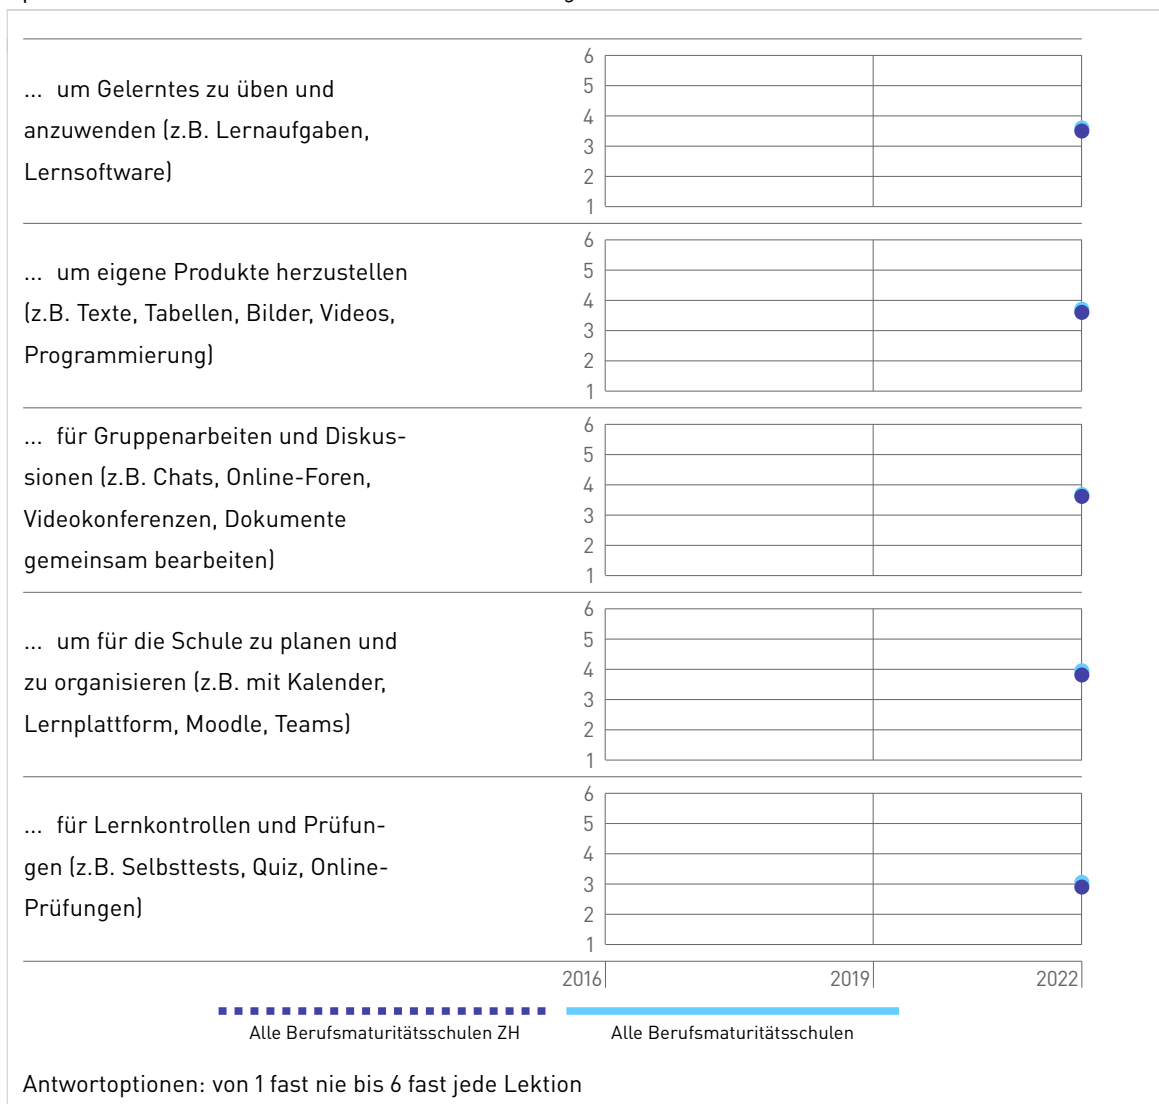 ... um Gelerntes zu üben und
anzuwenden (z.B. Lernaufgaben,
Lernsoftware)
6
5
4
3
2
1
... um eigene Produkte herzustellen
(z.B. Texte, Tabellen, Bilder, Videos,
Programmierung)
6
5
4
3
2
1
... für Gruppenarbeiten und Diskus-
sionen (z.B. Chats, Online-Foren,
Videokonferenzen, Dokumente
gemeinsam bearbeiten)
6
5
4
3
2
1
... um für die Schule zu planen und
zu organisieren (z.B. mit Kalender,
Lernplattform, Moodle, Teams)
6
5
4
3
2
1
... für Lernkontrollen und Prüfun-
gen (z.B. Selbsttests, Quiz, Online-
Prüfungen)
6
5
4
3
2
1
2016 2019 2022
Alle Berufsmaturitätsschulen ZH Alle Berufsmaturitätsschulen
Antwortoptionen: von 1 fast nie bis 6 fast jede Lektion